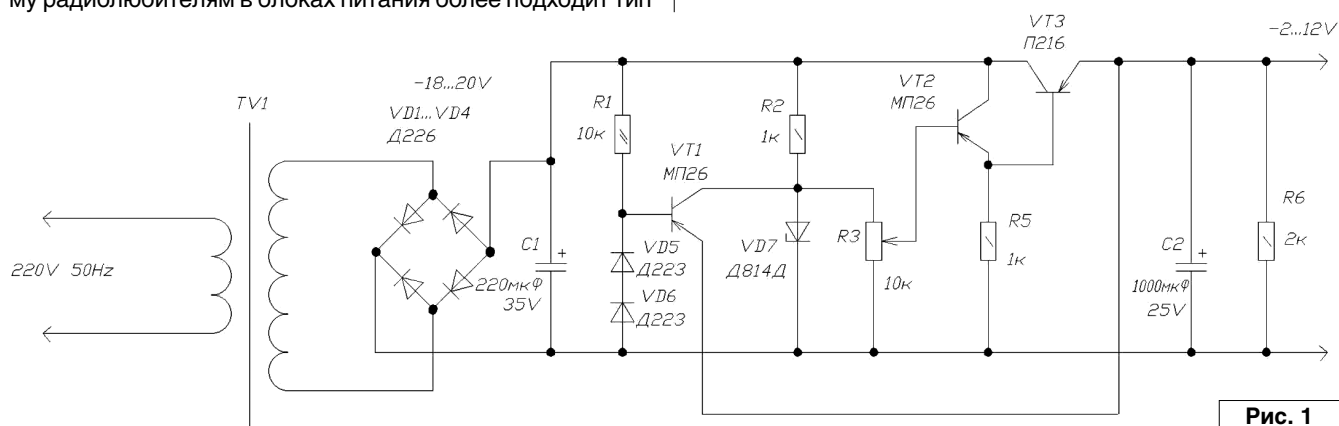 му радиолюбителям в блоках питания более подходит тип
TV1
220V 50Hz
~18...20V
VD1...VD4
Д226
C1
+
220мкФ
35V
R1
10к
VT1
МП26
VD5
Д223
VD6
Д223
R2
1к
VD7
Д814Д
R3
10к
VT2
МП26
R5
1к
VT3
П216
-2...12V
C2
+
1000мкФ
25V
R6
2к
Рис. 1